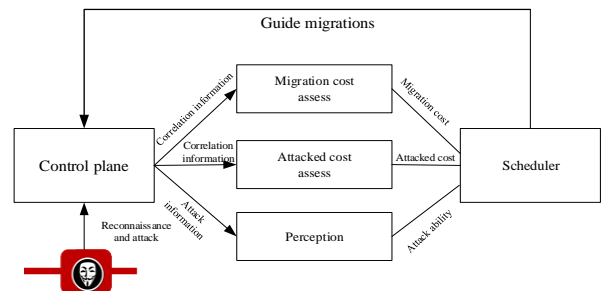 Guide migrations
Migration cost
assess
Correlation information
Migration cost
Control plane
Correlation
information
Attacked cost
assess
Attacked cost
Scheduler
Attack
information
Perception
Attack ability
Reconnaissance
and attack